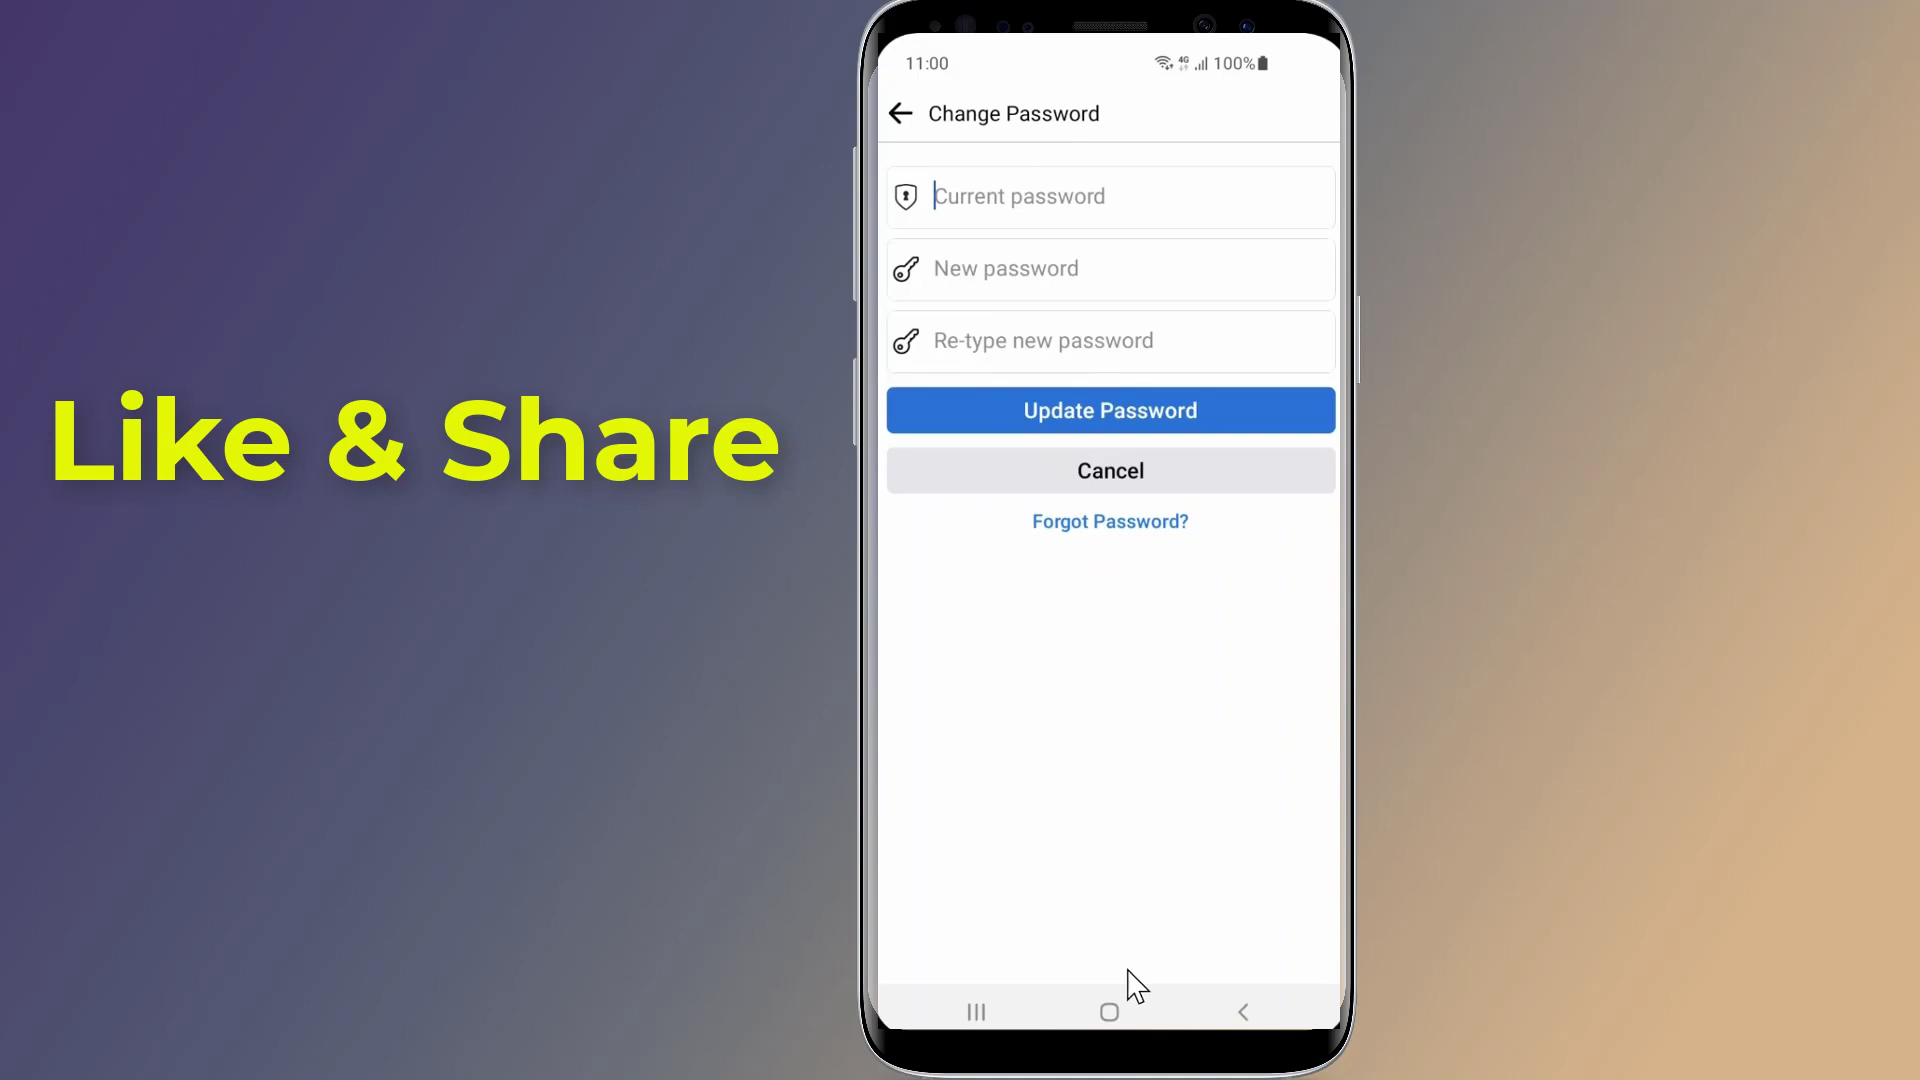 Like & Share
11:00
4G
100%
Change Password
Current password
New password
Re-type new password
Update Password
Cancel
Forgot Password?